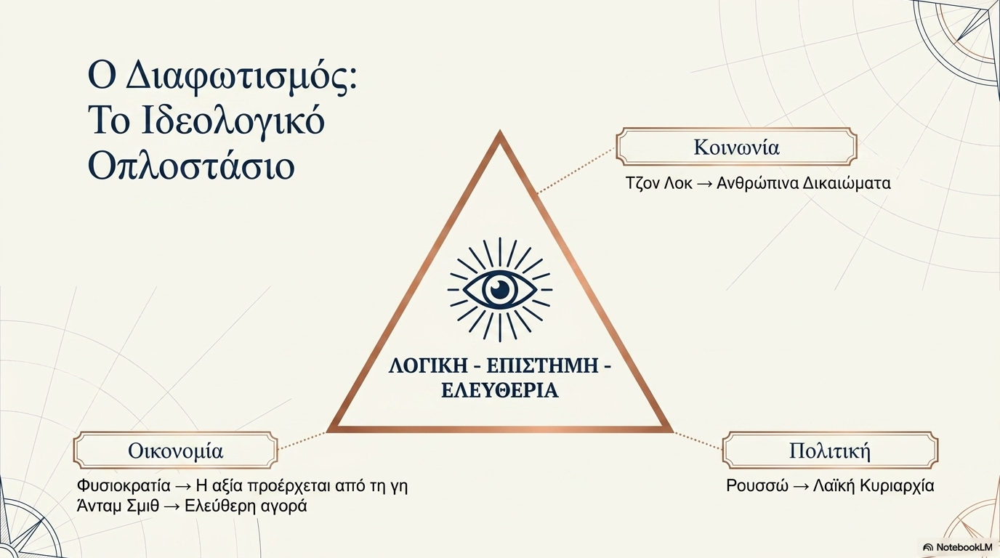 Ο Διαφωτισμός:
Το Ιδεολογικό
Οπλοστάσιο
Κοινωνία
Τζον Λοκ → Ανθρώπινα Δικαιώματα
ΛΟΓΙΚΗ - ΕΠΙΣΤΗΜΗ -
ΕΛΕΥΘΕΡΙΑ
Οικονομία
Φυσιοκρατία → Η αξία προέρχεται από τη γη
Άνταμ Σμιθ → Ελεύθερη αγορά
Πολιτική
Ρουσσώ → Λαϊκή Κυριαρχία
NotebookLM